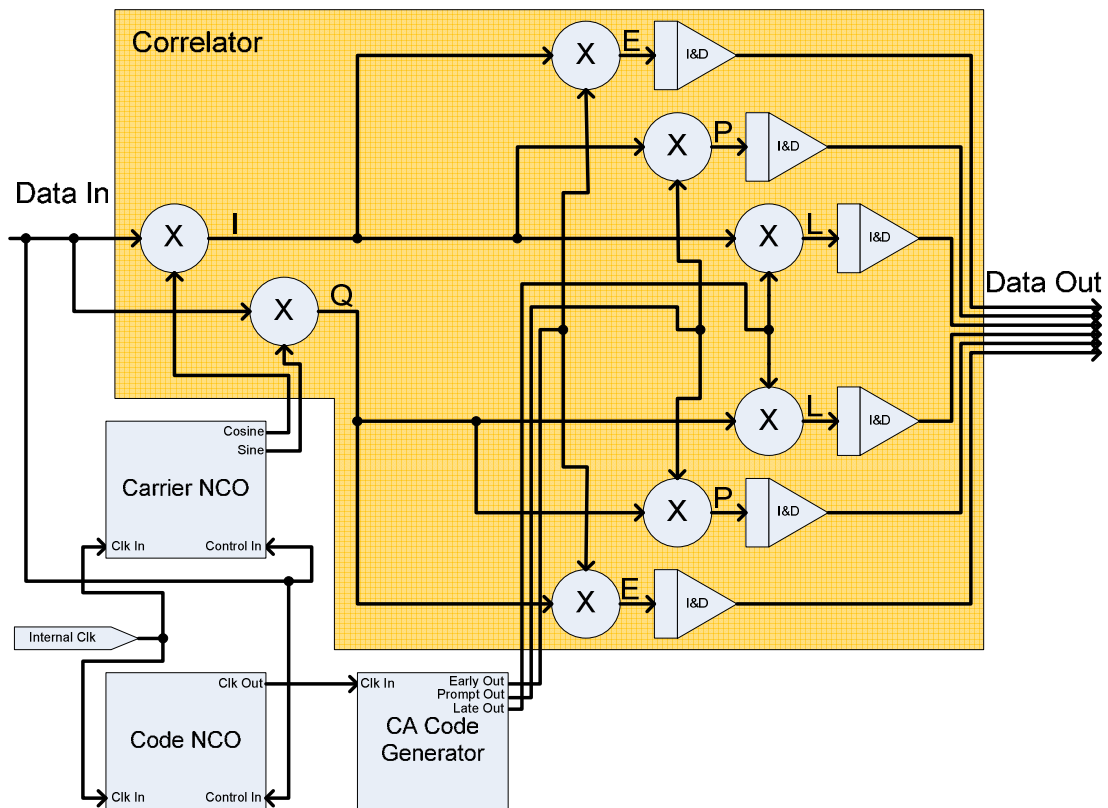 Correlator
X
E
I&D
X
P
I&D
Data In
X
I
X
L
I&D
X
Q
Data Out
X
L
I&D
Cosine
Sine
Carrier NCO
X
P
I&D
Clk In
Control In
X
E
I&D
Internal Clk
Clk Out
Code NCO
Clk In
Control In
Clk In
Early Out
Prompt Out
Late Out
CA Code
Generator